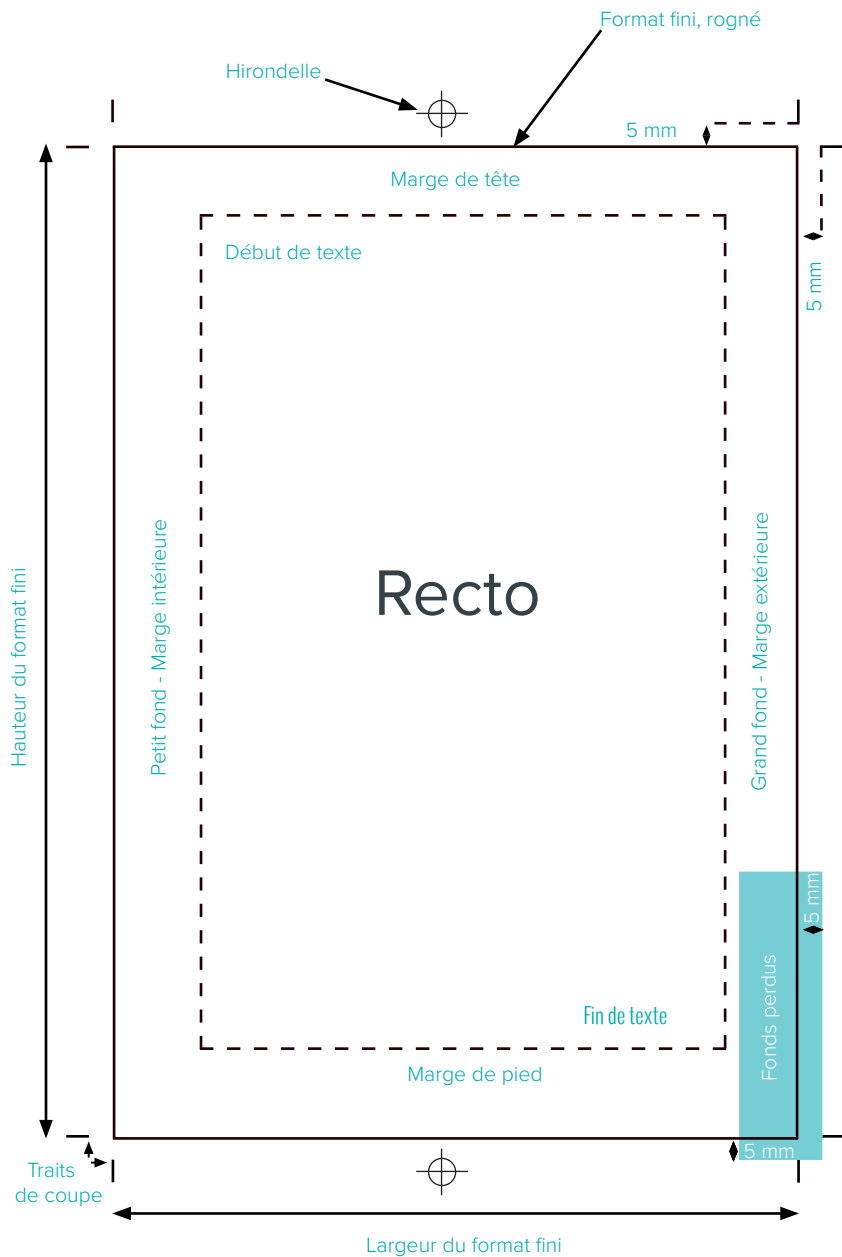 Format fini, rogné
Hirondelle
5 mm
Marge de tête
Début de texte
5 mm
Hauteur du format fini
Petit fond - Marge intérieure
Recto
Grand fond - Marge extérieure
5 mm
Fonds perdus
Fin de texte
Marge de pied
5 mm
Traits
de coupe
Largeur du format fini